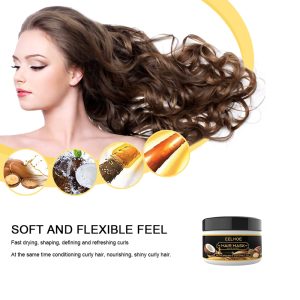 SOFT AND FLEXIBLE FEEL
Fast drying, shaping, defining and refreshing curls
At the same time conditioning curly hair, nourishing, shiny curly hair.
EELHOE
HAIR MASK